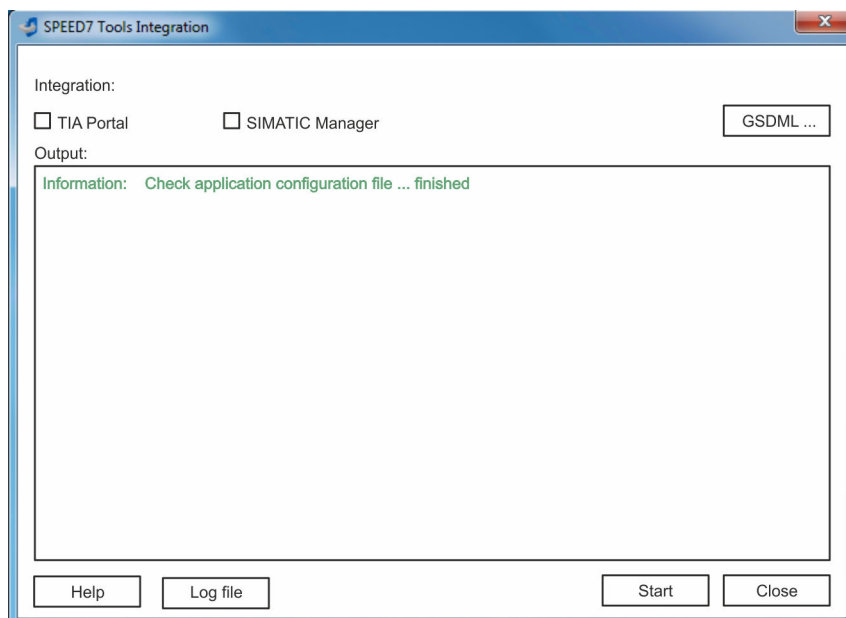 SPEED7 Tools Integration
Integration:
TIA Portal SIMATIC Manager GSDML ...
Output:
Information: Check application configuration file ... finished
Help Log file Start Close